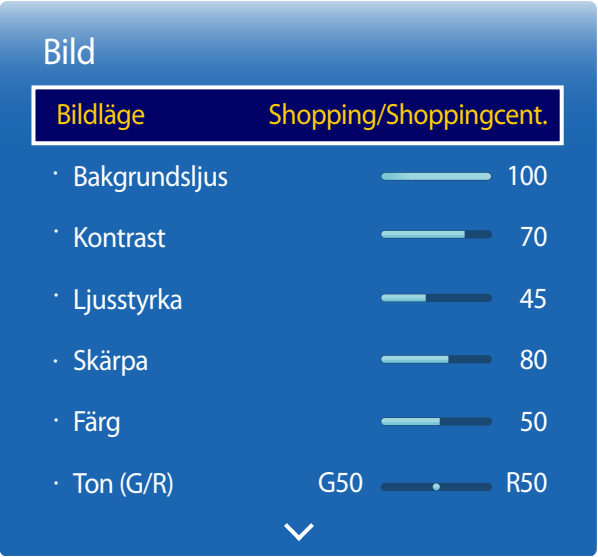 Bild
Bildläge Shopping/Shoppingcent.
· Bakgrundsljus 100
· Kontrast 70
· Ljusstyrka 45
· Skärpa 80
· Färg 50
· Ton (G/R) G50 R50